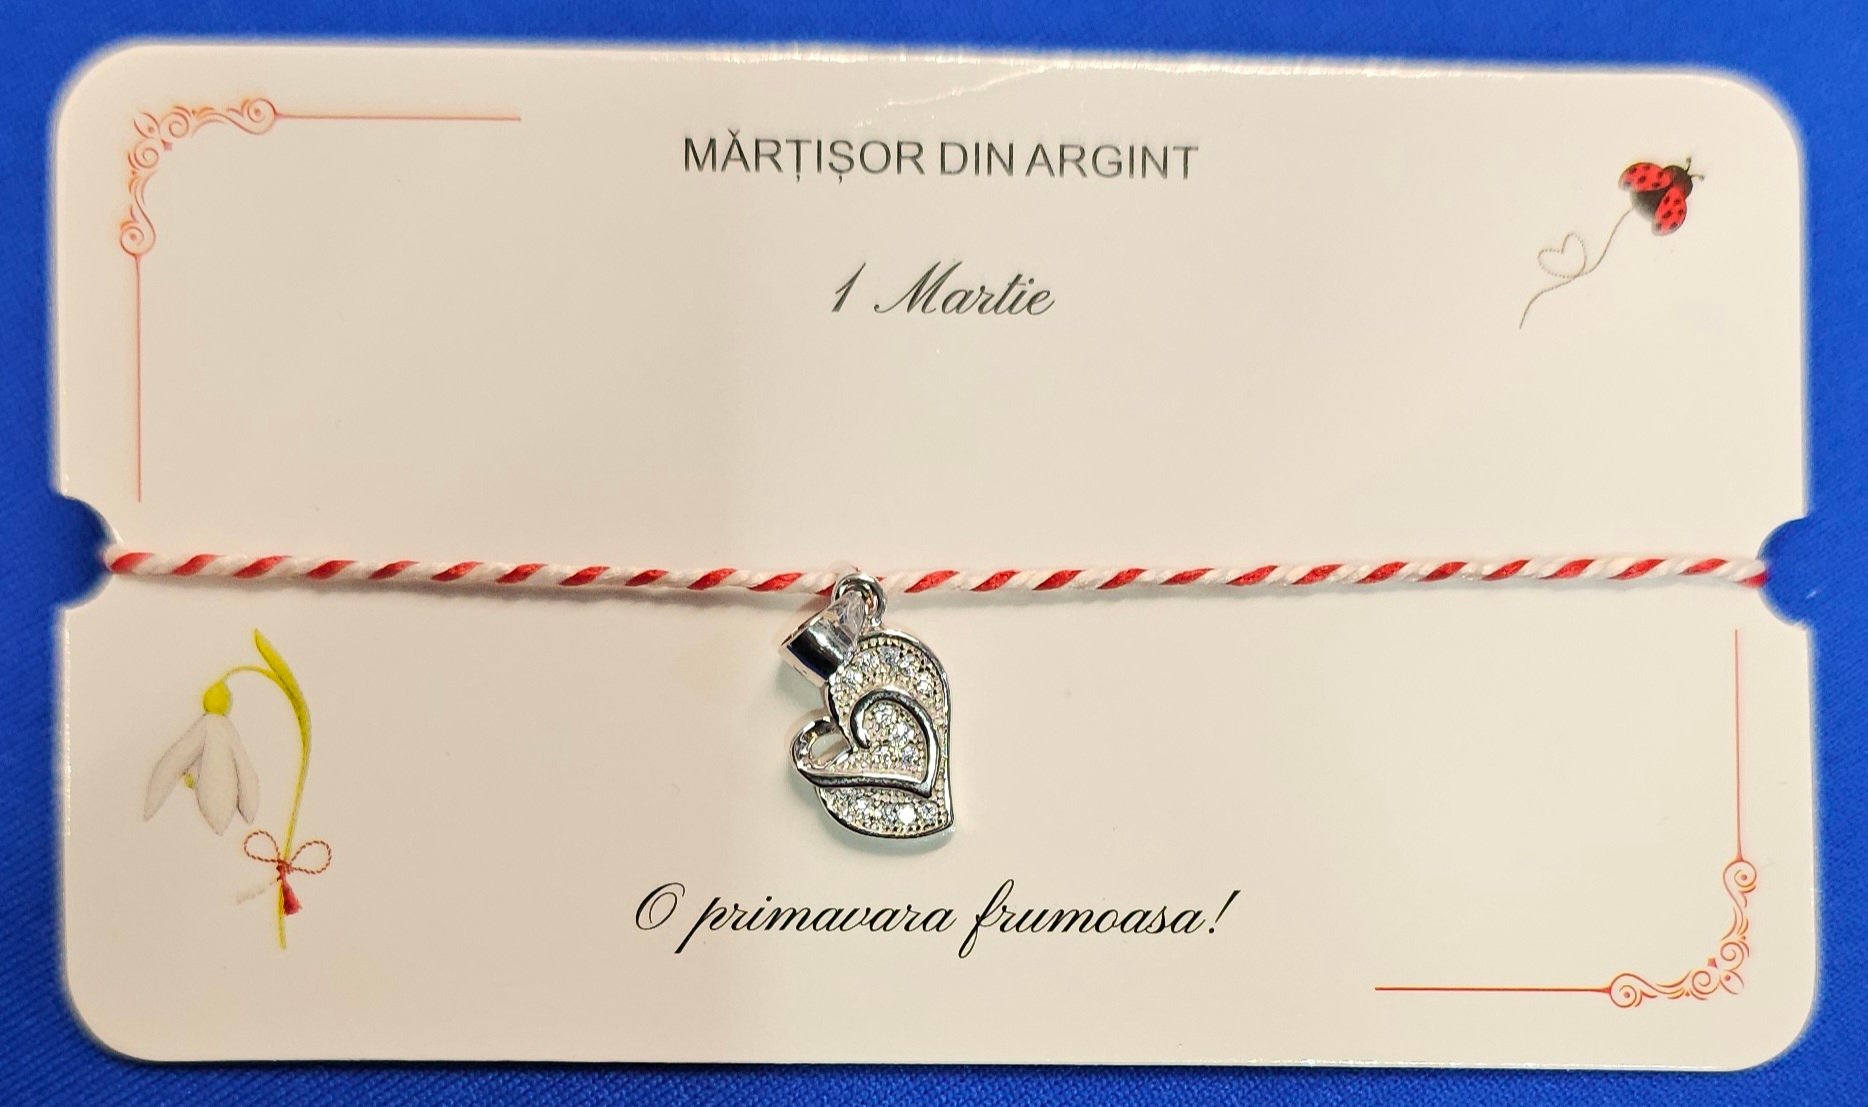 MĂRȚIȘOR DIN ARGINT
1 Martie
O primavara frumoasa!